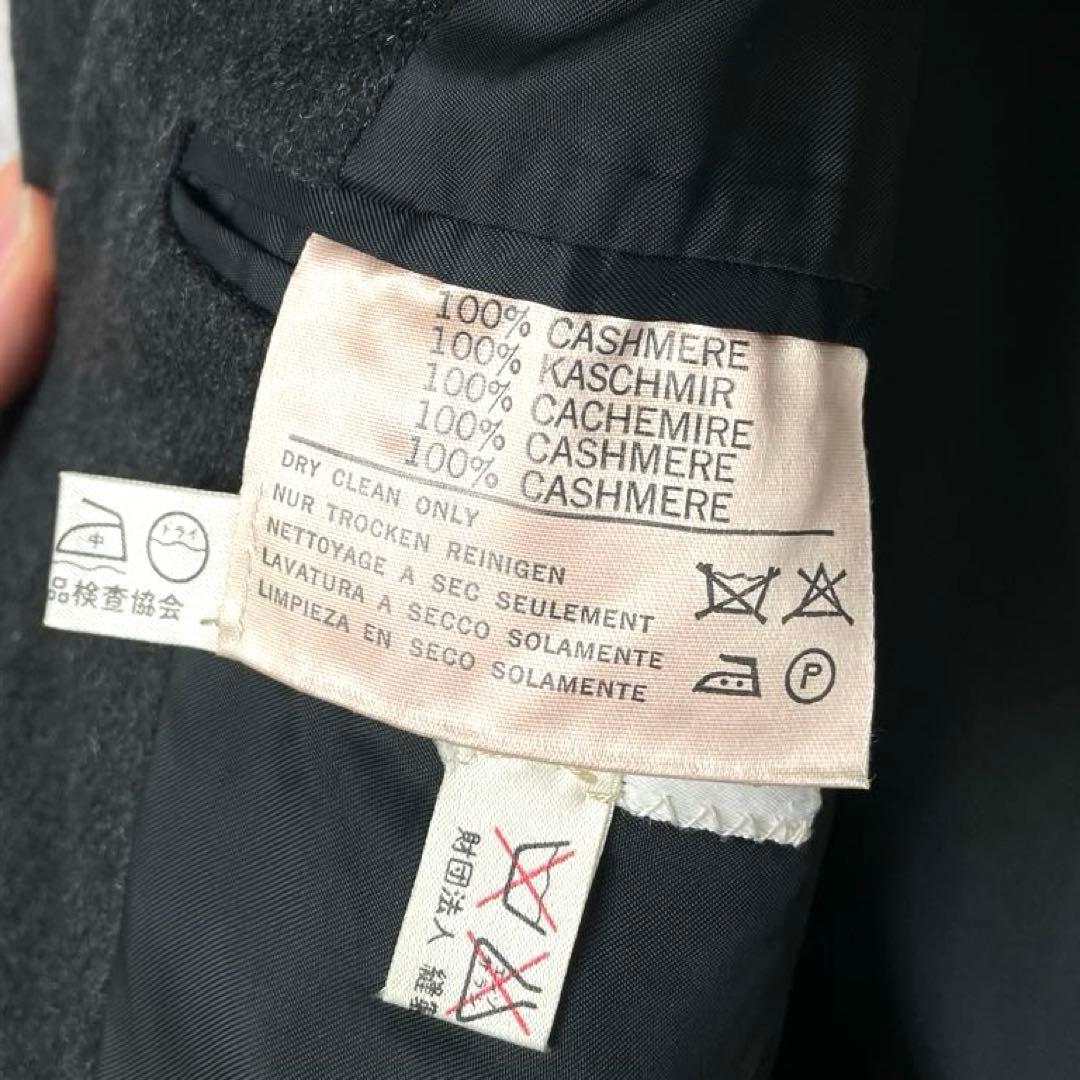 100% CASHMERE
100% KASCHMIR
100% CACHEMIRE
100% CASHMERE
100% CASHMERE
DRY CLEAN ONLY
NUR TROCKEN REINIGEN
NETTOYAGE A SEC SEULEMENT
LAVATURA A SECCO SOLAMENTE
LIMPIEZA EN SECO SOLAMENTE
P
中
ドライ
品検査協会
財団法人